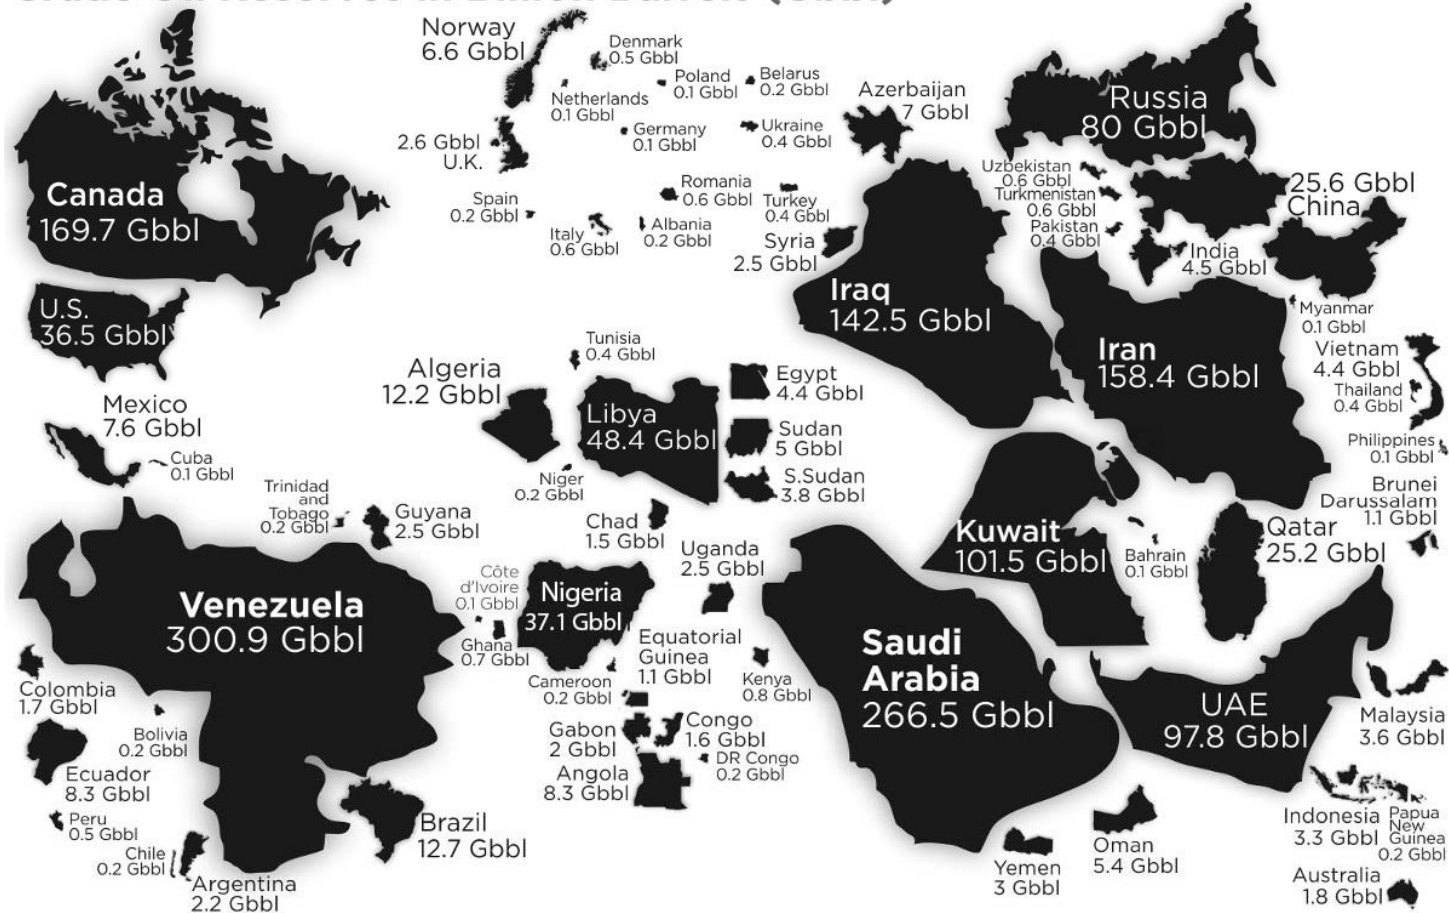 Crude Oil Reserves in Billion Barrels (Gbbl)
Norway
6.6 Gbbl
Denmark
0.5 Gbbl
Netherlands
0.1 Gbbl
Poland
0.1 Gbbl
Belarus
0.2 Gbbl
Germany
0.1 Gbbl
Ukraine
0.4 Gbbl
Azerbaijan
7 Gbbl
Russia
80 Gbbl
2.6 Gbbl
U.K.
Canada
169.7 Gbbl
Spain
0.2 Gbbl
Italy
0.6 Gbbl
Romania
0.6 Gbbl
Albania
0.2 Gbbl
Turkey
0.4 Gbbl
Syria
2.5 Gbbl
Uzbekistan
0.6 Gbbl
Turkmenistan
0.6 Gbbl
Pakistan
0.4 Gbbl
25.6 Gbbl
China
India
4.5 Gbbl
U.S.
36.5 Gbbl
Iraq
142.5 Gbbl
Iran
158.4 Gbbl
Myanmar
0.1 Gbbl
Vietnam
4.4 Gbbl
Thailand
0.4 Gbbl
Philippines
0.1 Gbbl
Brunei
Darussalam
1.1 Gbbl
Mexico
7.6 Gbbl
Cuba
0.1 Gbbl
Algeria
12.2 Gbbl
Tunisia
0.4 Gbbl
Libya
48.4 Gbbl
Egypt
4.4 Gbbl
Sudan
5 Gbbl
S.Sudan
3.8 Gbbl
Niger
0.2 Gbbl
Chad
1.5 Gbbl
Trinidad
and
Tobago
0.2 Gbbl
Guyana
2.5 Gbbl
Venezuela
300.9 Gbbl
Côte
d'Ivoire
0.1 Gbbl
Ghana
0.7 Gbbl
Nigeria
37.1 Gbbl
Uganda
2.5 Gbbl
Cameroon
0.2 Gbbl
Equatorial
Guinea
1.1 Gbbl
Kenya
0.8 Gbbl
Kuwait
101.5 Gbbl
Bahrain
0.1 Gbbl
Qatar
25.2 Gbbl
Saudi
Arabia
266.5 Gbbl
UAE
97.8 Gbbl
Malaysia
3.6 Gbbl
Colombia
1.7 Gbbl
Bolivia
0.2 Gbbl
Ecuador
8.3 Gbbl
Peru
0.5 Gbbl
Chile
0.2 Gbbl
Argentina
2.2 Gbbl
Brazil
12.7 Gbbl
Gabon
2 Gbbl
Congo
1.6 Gbbl
DR Congo
0.2 Gbbl
Angola
8.3 Gbbl
Yemen
3 Gbbl
Oman
5.4 Gbbl
Indonesia
3.3 Gbbl
Papua
New
Guinea
0.2 Gbbl
Australia
1.8 Gbbl